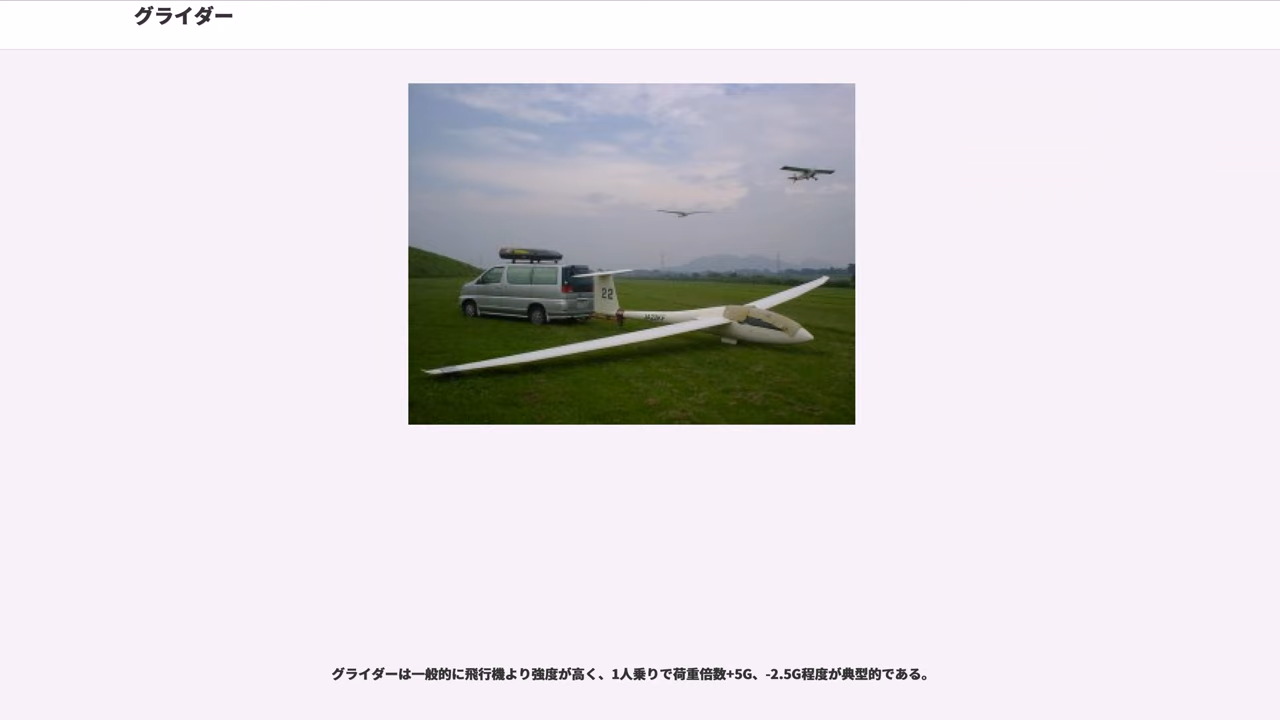 グライダー
22
グライダーは一般的に飛行機より強度が高く、1人乗りで荷重倍数+5G、-2.5G程度が典型的である。